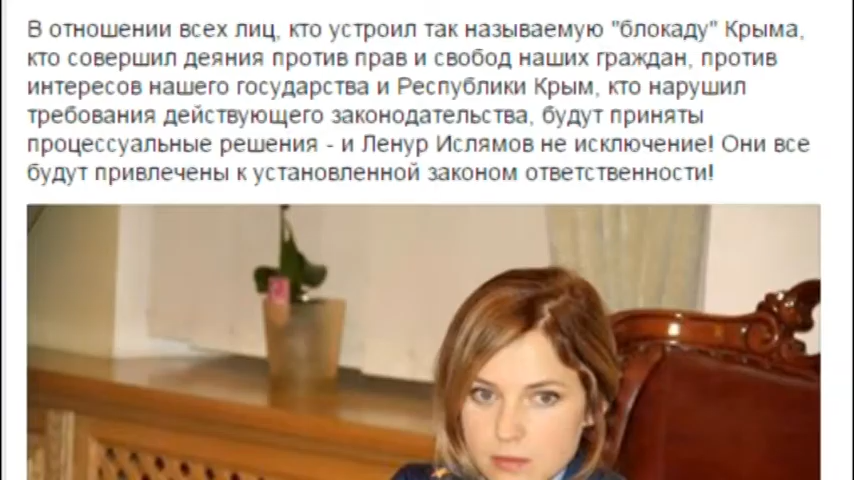 В отношении всех лиц, кто устроил так называемую "блокаду" Крыма,
кто совершил деяния против прав и свобод наших граждан, против
интересов нашего государства и Республики Крым, кто нарушил
требования действующего законодательства, будут приняты
процессуальные решения - и Ленур Ислямов не исключение! Они все
будут привлечены к установленной законом ответственности!